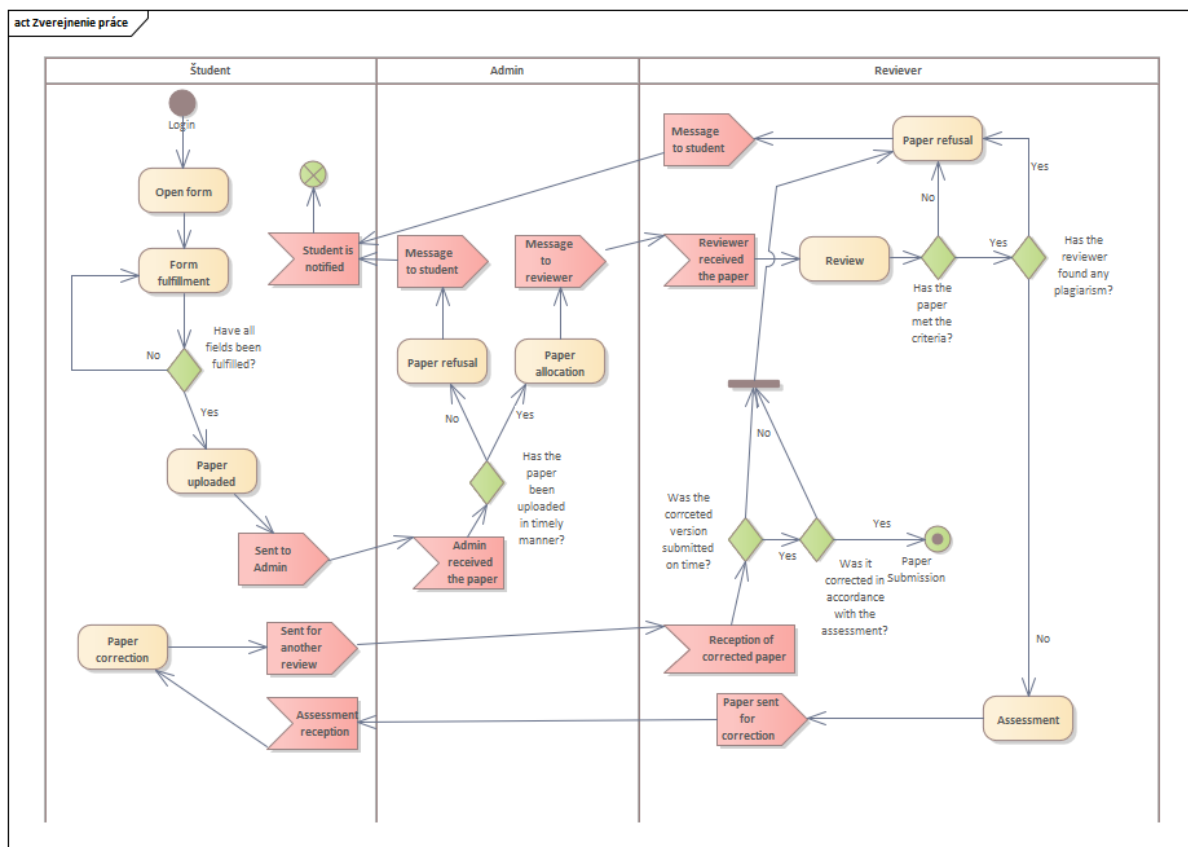 act Zverejnenie práce
Študent
Admin
Reviever
Login
Open form
Form
fulfillment
Have all
fields been
fulfilled?
No
Yes
Paper
uploaded
Sent to
Admin
Student is
notified
Paper
correction
Sent for
another
review
Assessment
reception
Message
to student
Message
to
reviewer
Paper refusal
Paper
allocation
No
Yes
Has the
paper
been
uploaded
in timely
manner?
Admin
received
the paper
Message
to student
Paper refusal
Reviewer
received
the paper
Review
No
Yes
Yes
Has the
paper
met the
criteria?
Has the
reviewer
found any
plagiarism?
No
Was the
corrceted
version
submitted
on time?
Yes
Yes
Was it
corrected in
accordance
with the
assessment?
Paper
Submission
Reception of
corrected paper
No
Paper sent
for
correction
Assessment